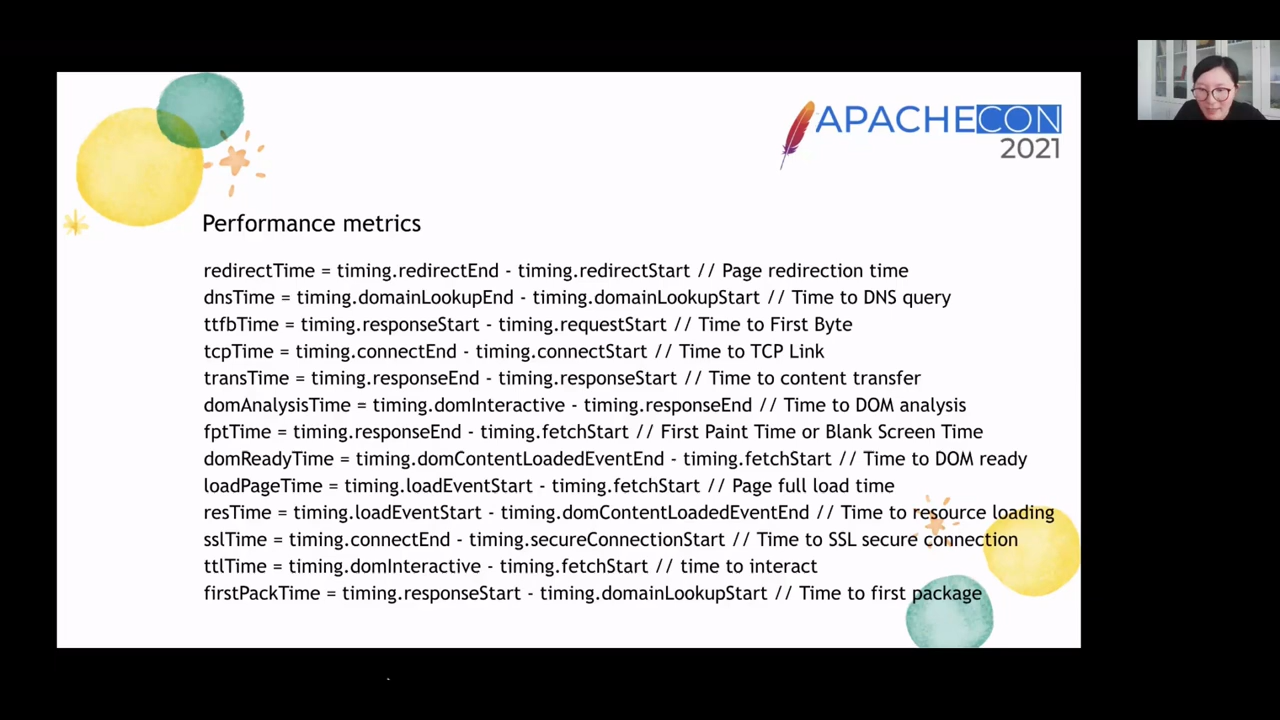 APACHECON
2021
Performance metrics
redirectTime = timing.redirectEnd - timing.redirectStart // Page redirection time
dnsTime = timing.domainLookupEnd - timing.domainLookupStart // Time to DNS query
ttfbTime = timing.responseStart - timing.requestStart // Time to First Byte
tcpTime = timing.connectEnd - timing.connectStart // Time to TCP Link
transTime = timing.responseEnd - timing.responseStart // Time to content transfer
domAnalysisTime = timing.domInteractive - timing.responseEnd // Time to DOM analysis
fptTime = timing.responseEnd - timing.fetchStart // First Paint Time or Blank Screen Time
domReadyTime = timing.domContentLoadedEventEnd - timing.fetchStart // Time to DOM ready
loadPageTime = timing.loadEventStart - timing.fetchStart // Page full load time
resTime = timing.loadEventStart - timing.domContentLoadedEventEnd // Time to resource loading
sslTime = timing.connectEnd - timing.secureConnectionStart // Time to SSL secure connection
ttlTime = timing.domInteractive - timing.fetchStart // time to interact
firstPackTime = timing.responseStart - timing.domainLookupStart // Time to first package